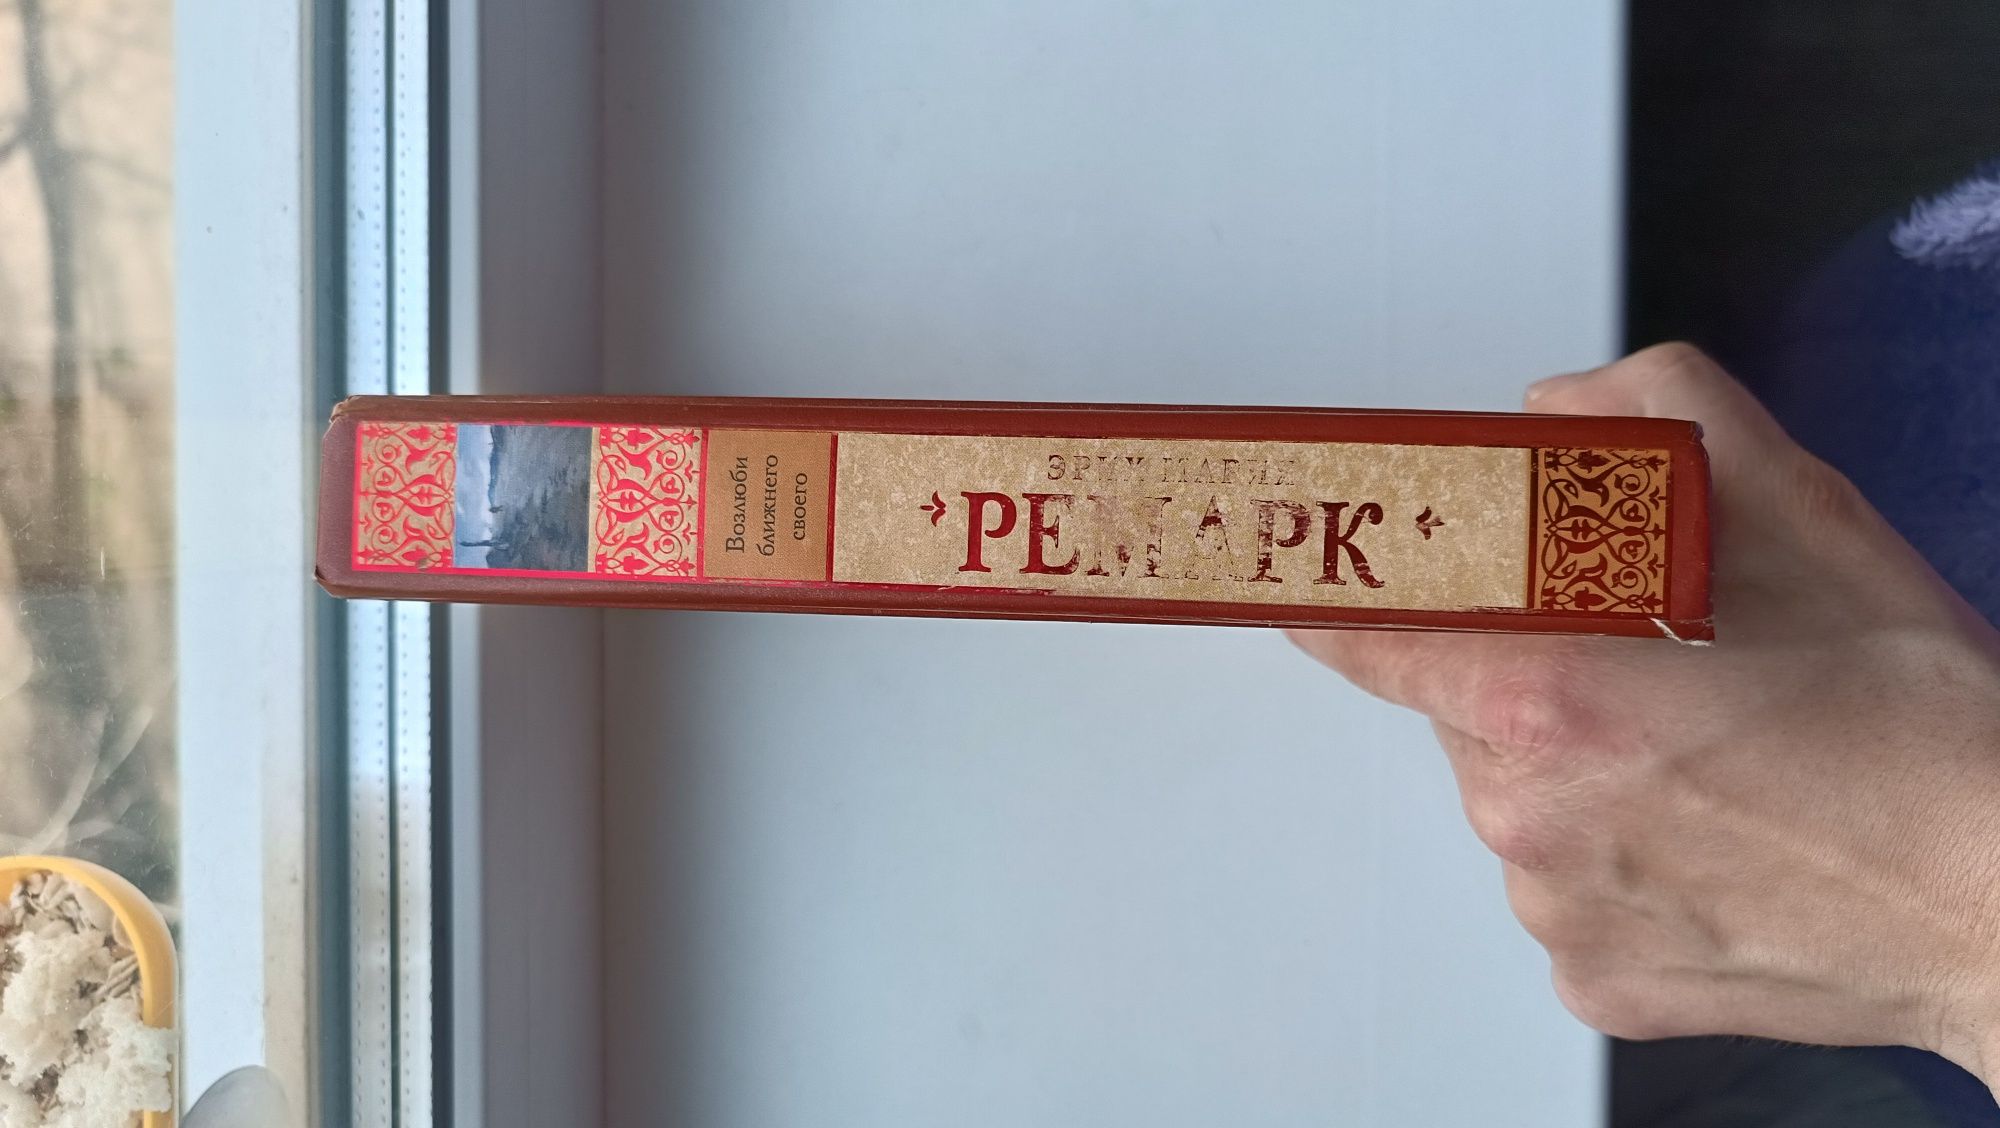 ЭРИХ МАРИЯ
РЕМАРК
Возлюби
ближнего
своего